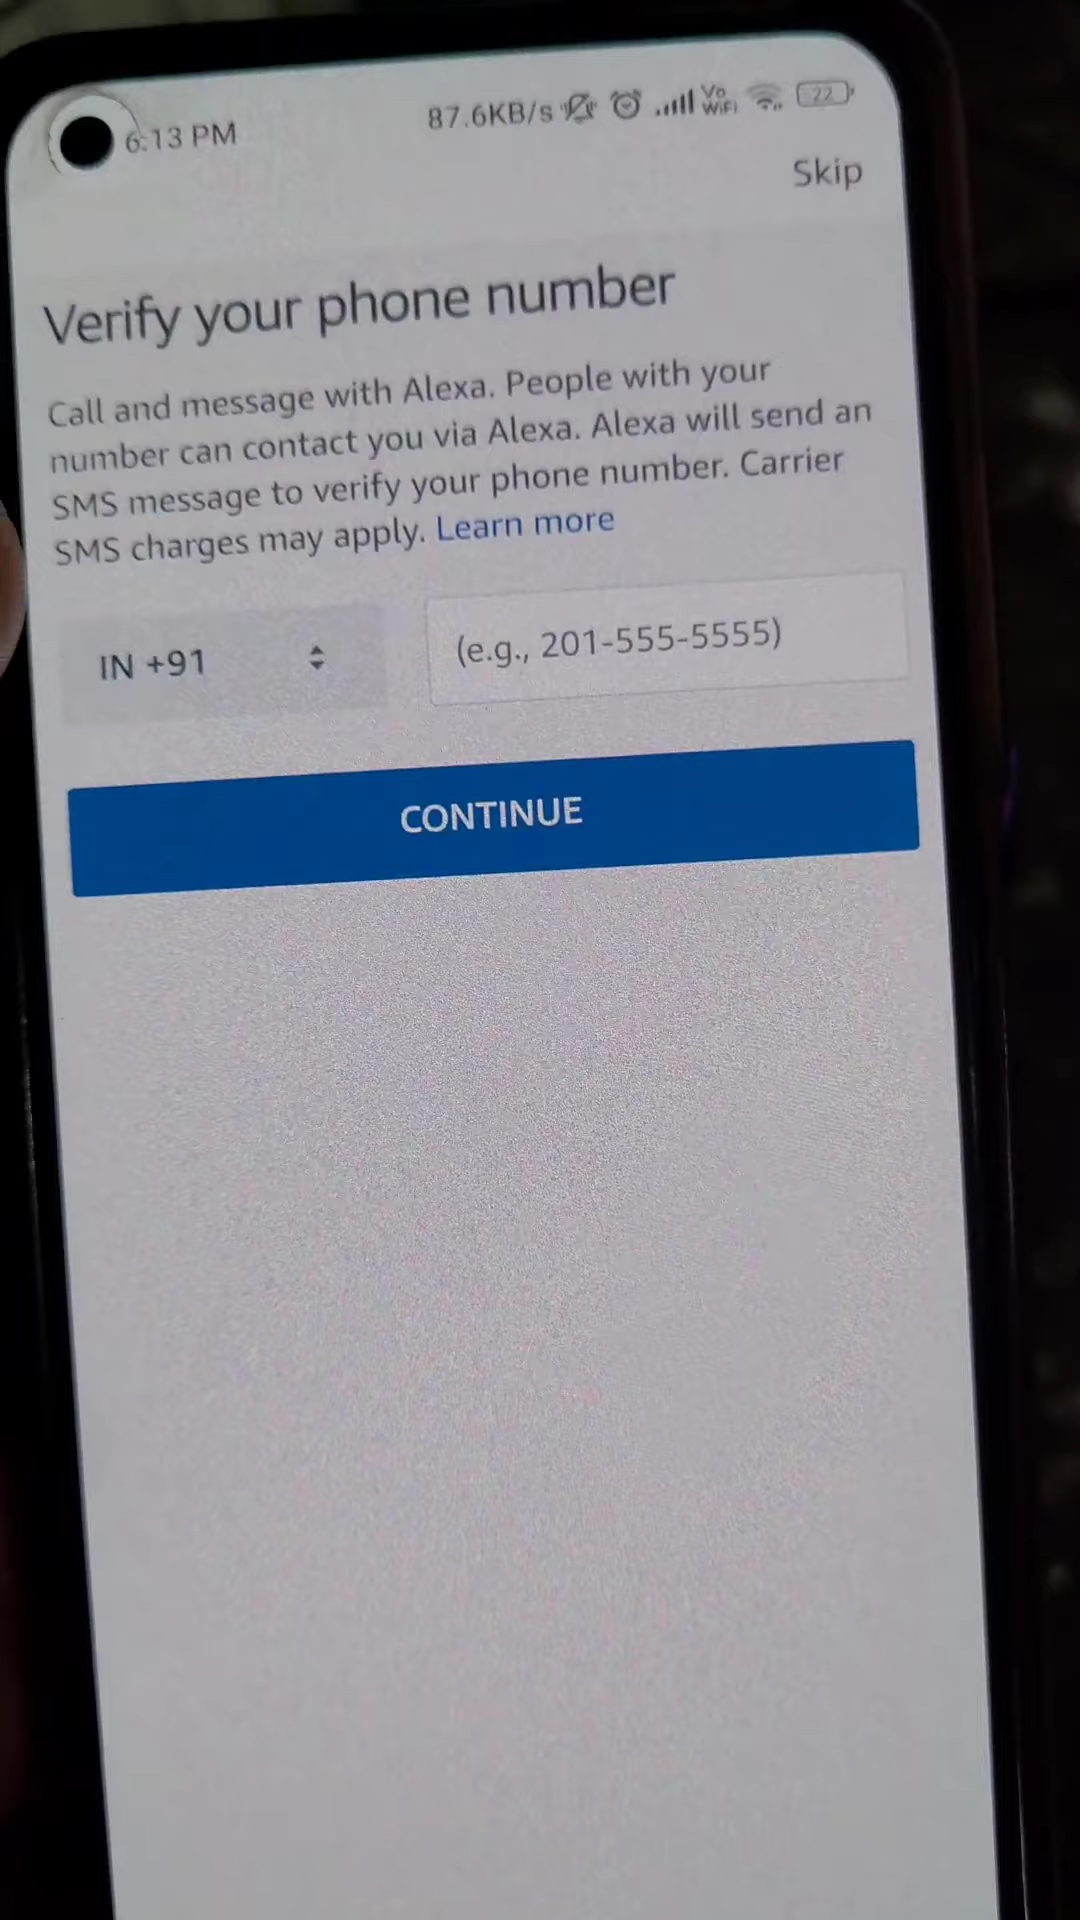 6:13 PM
87.6KB/s
Vo
WiFi
22
Skip
Verify your phone number
Call and message with Alexa. People with your
number can contact you via Alexa. Alexa will send an
SMS message to verify your phone number. Carrier
SMS charges may apply. Learn more
IN +91
(e.g., 201-555-5555)
CONTINUE